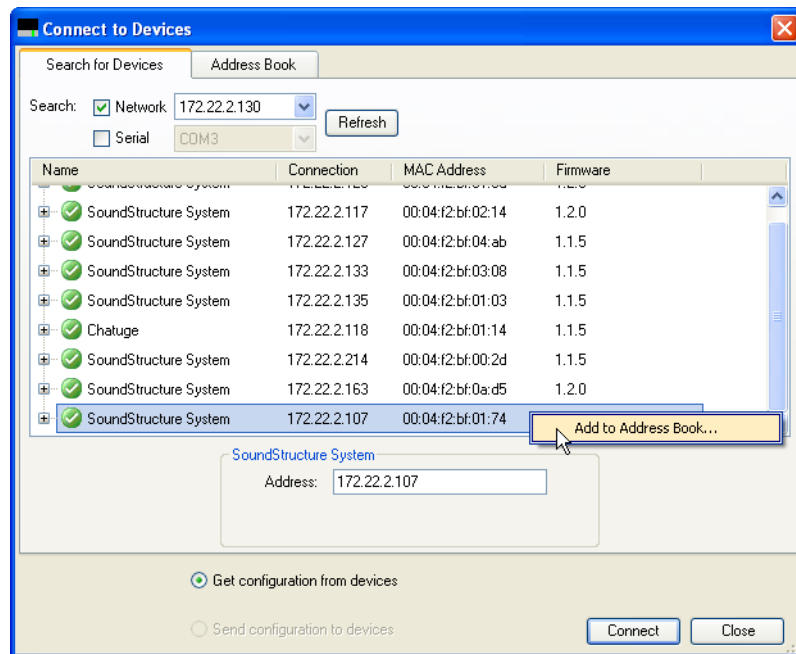 Connect to Devices
Search for Devices Address Book
Search: Network 172.22.2.130 Refresh
Serial COM3
Name Connection MAC Address Firmware
SoundStructure System 172.22.2.117 00:04:f2:bf:02:14 1.2.0
SoundStructure System 172.22.2.127 00:04:f2:bf:04:ab 1.1.5
SoundStructure System 172.22.2.133 00:04:f2:bf:03:08 1.1.5
SoundStructure System 172.22.2.135 00:04:f2:bf:01:03 1.1.5
Chatuge 172.22.2.118 00:04:f2:bf:01:14 1.1.5
SoundStructure System 172.22.2.214 00:04:f2:bf:00:2d 1.1.5
SoundStructure System 172.22.2.163 00:04:f2:bf:0a:d5 1.2.0
SoundStructure System 172.22.2.107 00:04:f2:bf:01:74
Add to Address Book...
SoundStructure System
Address: 172.22.2.107
Get configuration from devices
Send configuration to devices
Connect Close